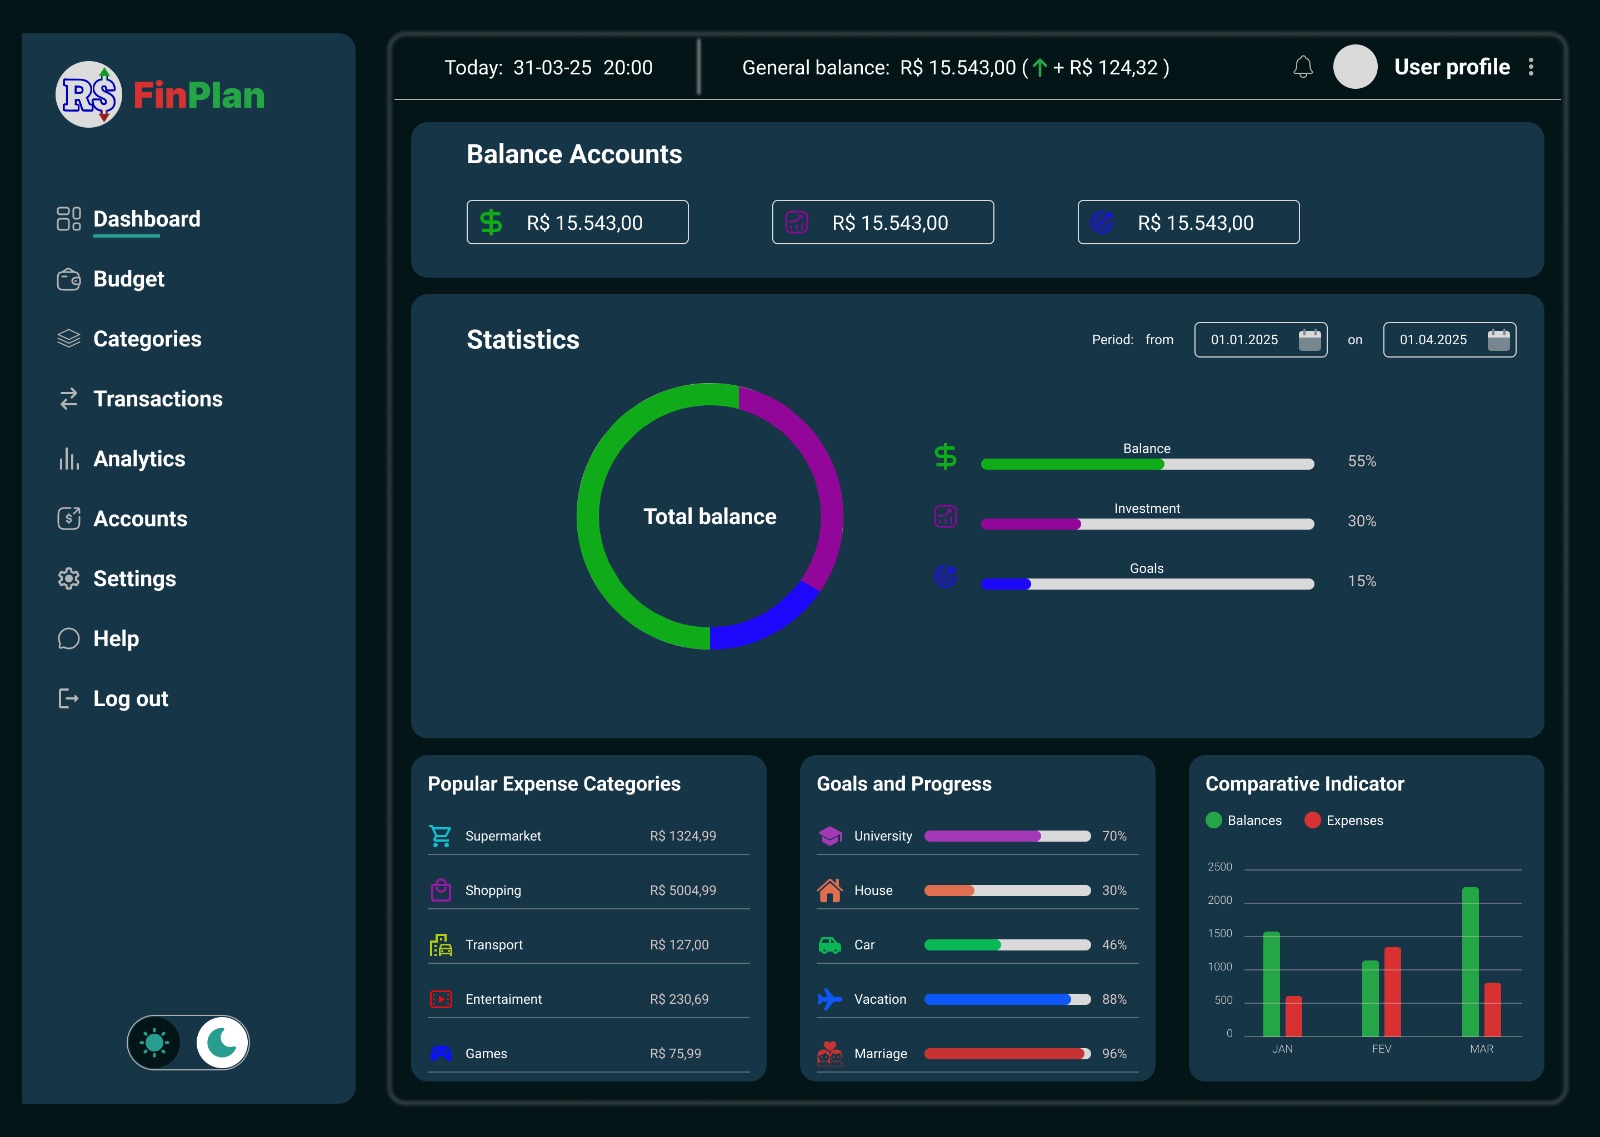 R$ FinPlan
Dashboard
Budget
Categories
Transactions
Analytics
Accounts
Settings
Help
Log out
Today: 31-03-25 20:00
General balance: R$ 15.543,00 ( + R$ 124,32 )
User profile
Balance Accounts
R$ 15.543,00
R$ 15.543,00
R$ 15.543,00
Statistics
Period: from 01.01.2025 on 01.04.2025
Total balance
Balance
55%
Investment
30%
Goals
15%
Popular Expense Categories
Supermarket R$ 1324,99
Shopping R$ 5004,99
Transport R$ 127,00
Entertaiment R$ 230,69
Games R$ 75,99
Goals and Progress
University 70%
House 30%
Car 46%
Vacation 88%
Marriage 96%
Comparative Indicator
Balances Expenses
2500
2000
1500
1000
500
0
JAN FEV MAR